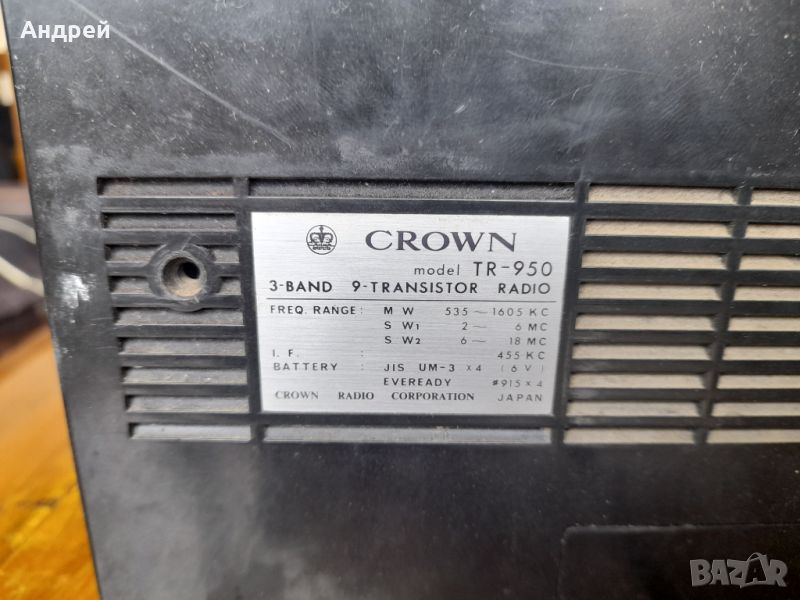 Андрей
CROWN
model TR-950
3-BAND 9-TRANSISTOR RADIO
FREQ. RANGE: M W 535 ~ 1605 KC
S W1 2 — 6 MC
S W2 6 — 18 MC
I. F. : 455 KC
BATTERY : JIS UM-3 x4 (6V)
EVEREADY #915 x 4
CROWN RADIO CORPORATION JAPAN
BAZAR